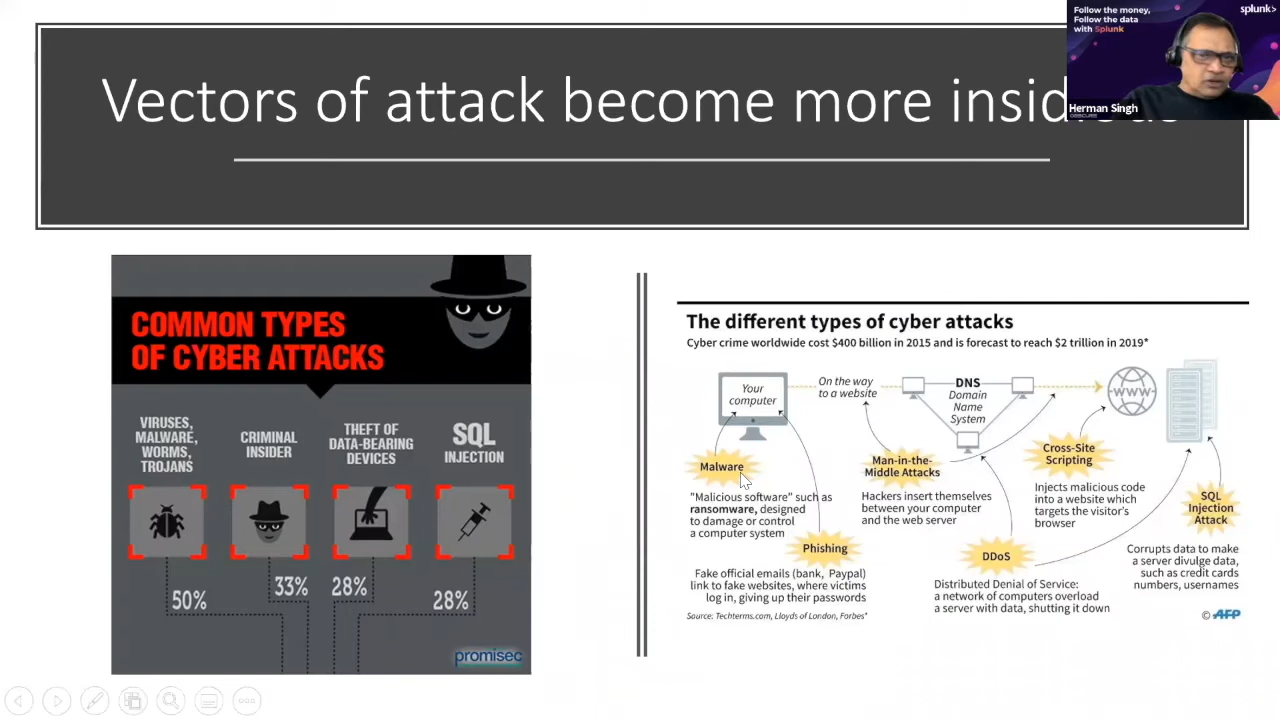 Follow the money,
Follow the data
with Splunk
splunk>
Herman Singh
Vectors of attack become more
COMMON TYPES
OF CYBER ATTACKS
VIRUSES,
MALWARE,
WORMS,
TROJANS
CRIMINAL
INSIDER
THEFT OF
DATA-BEARING
DEVICES
SQL
INJECTION
50%
33%
28%
28%
promisec
The different types of cyber attacks
Cyber crime worldwide cost $400 billion in 2015 and is forecast to reach $2 trillion in 2019*
Your
computer
On the way
to a website
DNS
Domain
Name
System
WWW
Malware
"Malicious software" such as
ransomware, designed
to damage or control
a computer system
Phishing
Fake official emails (bank, Paypal)
link to fake websites, where victims
log in, giving up their passwords
Man-in-the-
Middle Attacks
Hackers insert themselves
between your computer
and the web server
DDoS
Distributed Denial of Service:
a network of computers overload
a server with data, shutting it down
Cross-Site
Scripting
Injects malicious code
into a website which
targets the visitor's
browser
SQL
Injection
Attack
Corrupts data to make
a server divulge data,
such as credit cards
numbers, usernames
Source: Techterms.com, Lloyds of London, Forbes*
© AFP